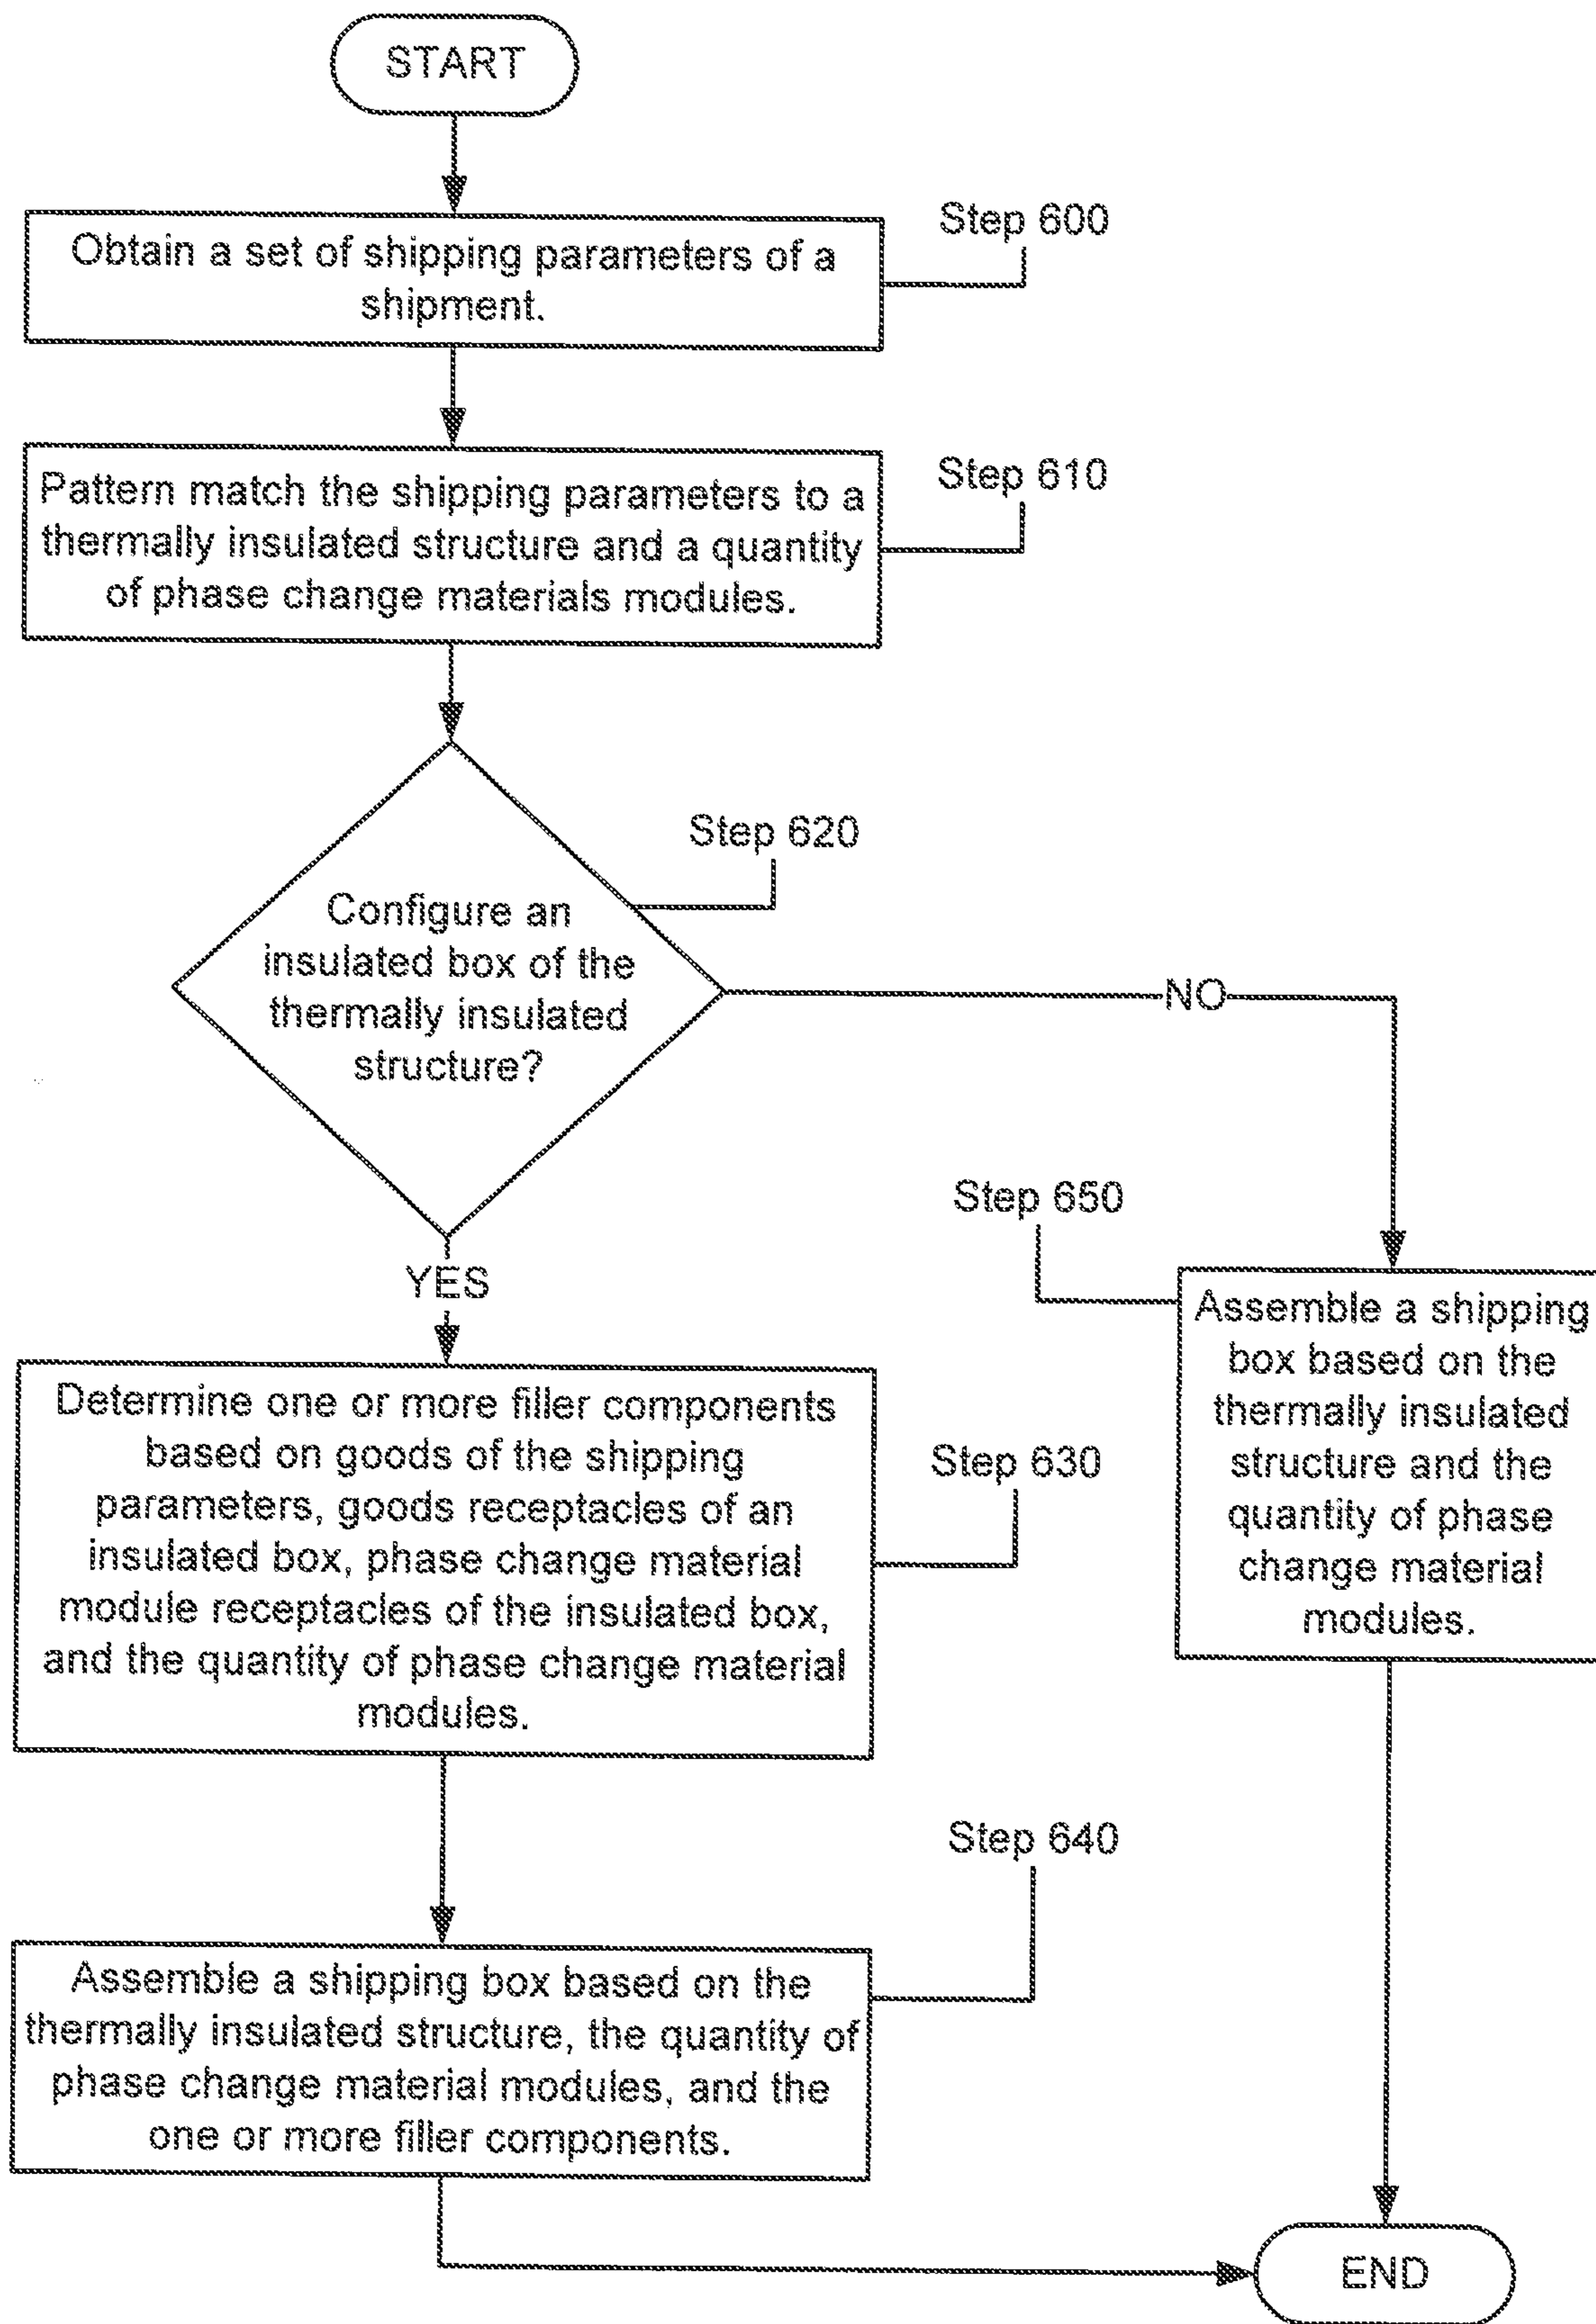 START
Step 600
Obtain a set of shipping parameters of a
shipment.
Step 610
Pattern match the shipping parameters to a
thermally insulated structure and a quantity
of phase change materials modules.
Step 620
Configure an
insulated box of the
thermally insulated
structure?
NO
YES
Step 650
Assemble a shipping
box based on the
thermally insulated
structure and the
quantity of phase
change material
modules.
Determine one or more filler components
based on goods of the shipping
parameters, goods receptacles of an
insulated box, phase change material
module receptacles of the insulated box,
and the quantity of phase change material
modules.
Step 630
Step 640
Assemble a shipping box based on the
thermally insulated structure, the quantity of
phase change material modules, and the
one or more filler components.
END